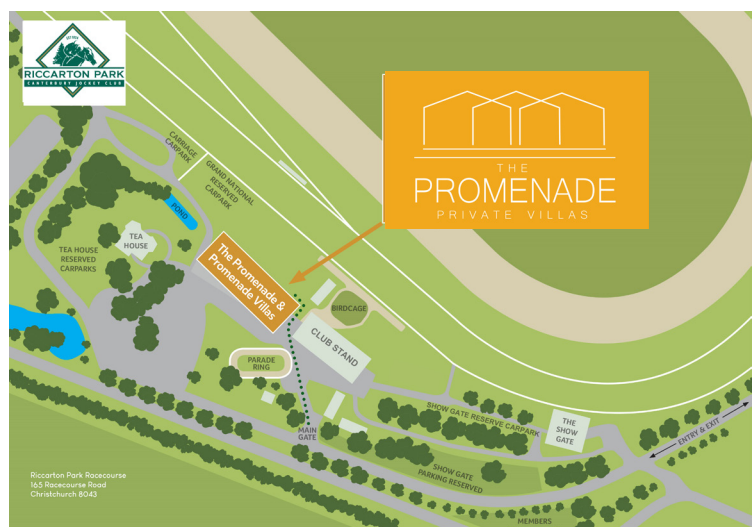 RICCARTON PARK
CANTERBURY JOCKEY CLUB
THE
PROMENADE
PRIVATE VILLAS
CARRIAGE
CARPARK
GRAND NATIONAL
RESERVED
CARPARK
POND
TEA
HOUSE
TEA HOUSE
RESERVED
CARPARKS
The Promenade &
Promenade Villas
BIRDCAGE
CLUB STAND
PARADE
RING
MAIN
GATE
SHOW GATE RESERVE CARPARK
THE
SHOW
GATE
ENTRY & EXIT
SHOW GATE
PARKING RESERVED
MEMBERS
Riccarton Park Racecourse
165 Racecourse Road
Christchurch 8043